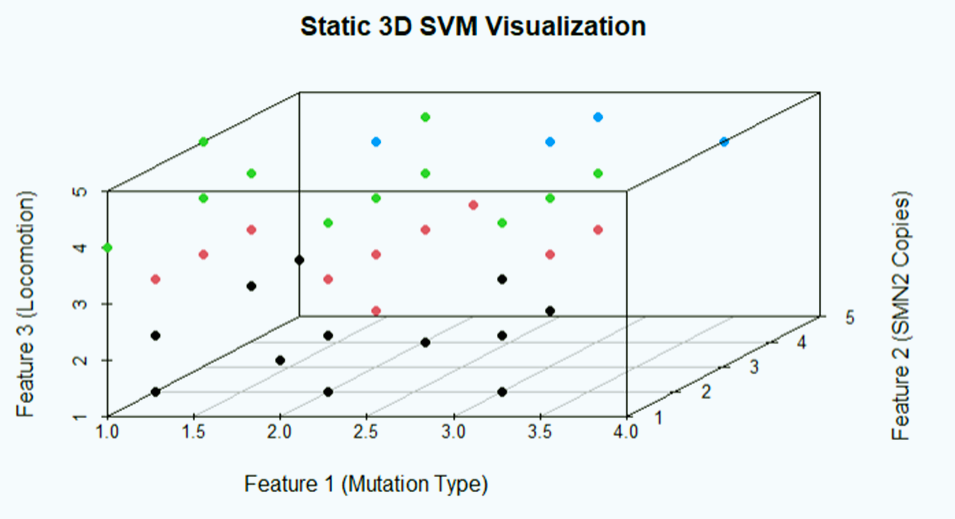 Static 3D SVM Visualization
Feature 3 (Locomotion)
5
4
3
2
1
1.0 1.5 2.0 2.5 3.0 3.5 4.0
Feature 1 (Mutation Type)
1
2
3
4
5
Feature 2 (SMN2 Copies)